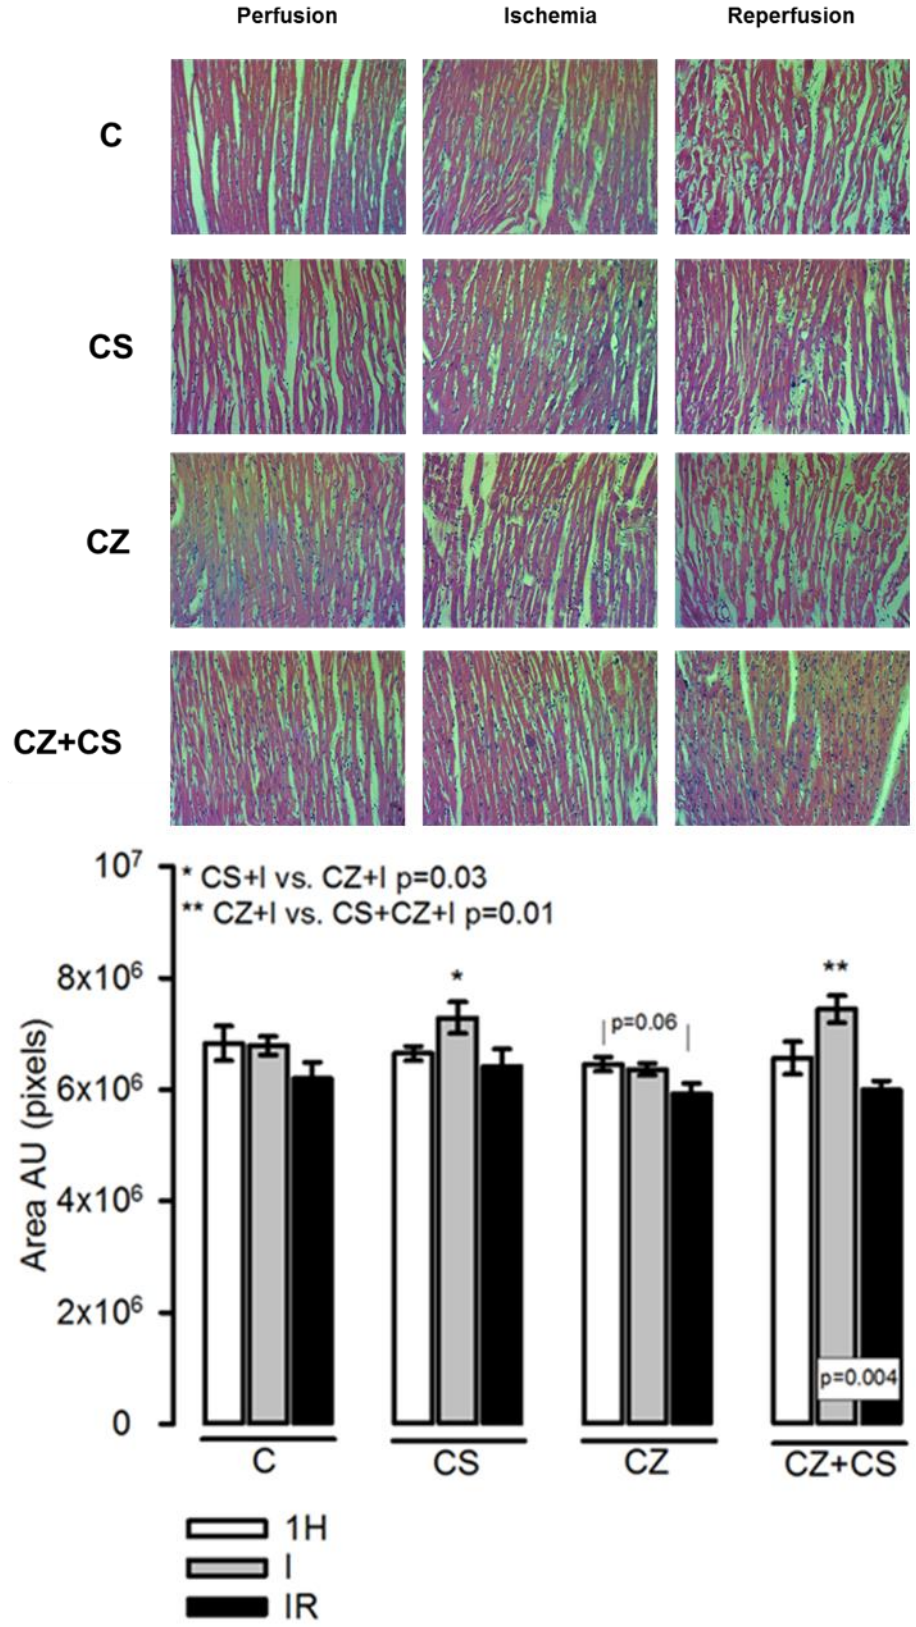 Perfusion Ischemia Reperfusion
C
CS
CZ
CZ+CS
10⁷
* CS+I vs. CZ+I p=0.03
** CZ+I vs. CS+CZ+I p=0.01
8x10⁶
* **
p=0.06
6x10⁶
Area AU (pixels)
4x10⁶
2x10⁶
p=0.004
0
C CS CZ CZ+CS
1H
I
IR